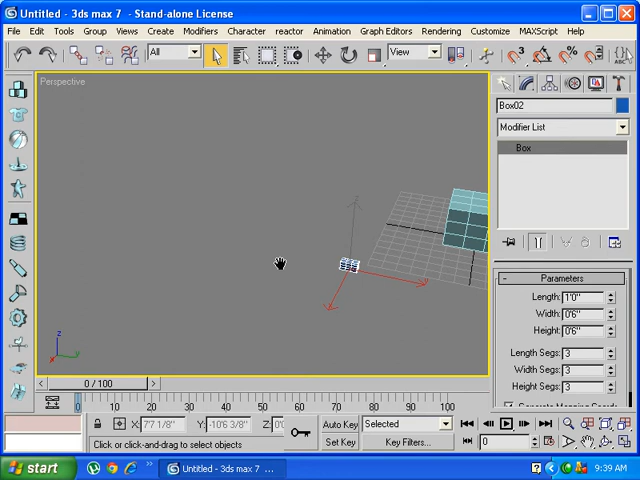 Untitled - 3ds max 7 - Stand-alone License
File Edit Tools Group Views Create Modifiers Character reactor Animation Graph Editors Rendering Customize MAXScript Help
All View
Perspective
Box02
Modifier List
Box
- Parameters
Length: 1'0"
Width: 0'6"
Height: 0'6"
Length Segs: 3
Width Segs: 3
Height Segs: 3
z
x y
0 / 100
0 10 20 30 40 50 60 70 80 90 100
X: 7'7 1/8" Y: -10'6 3/8" Auto Key Selected
Click or click-and-drag to select objects Set Key Key Filters... 0
start Untitled - 3ds max 7 ... 9:39 AM